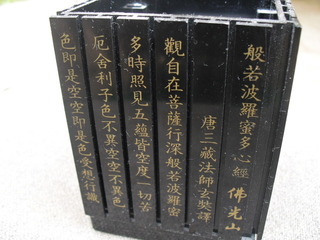 般若波羅蜜多心經 佛光山
唐三藏法師玄奘譯
觀自在菩薩行深般若波羅密
多時照見五蘊皆空度一切苦
厄舍利子色不異空空不異色
色即是空空即是色受想行識